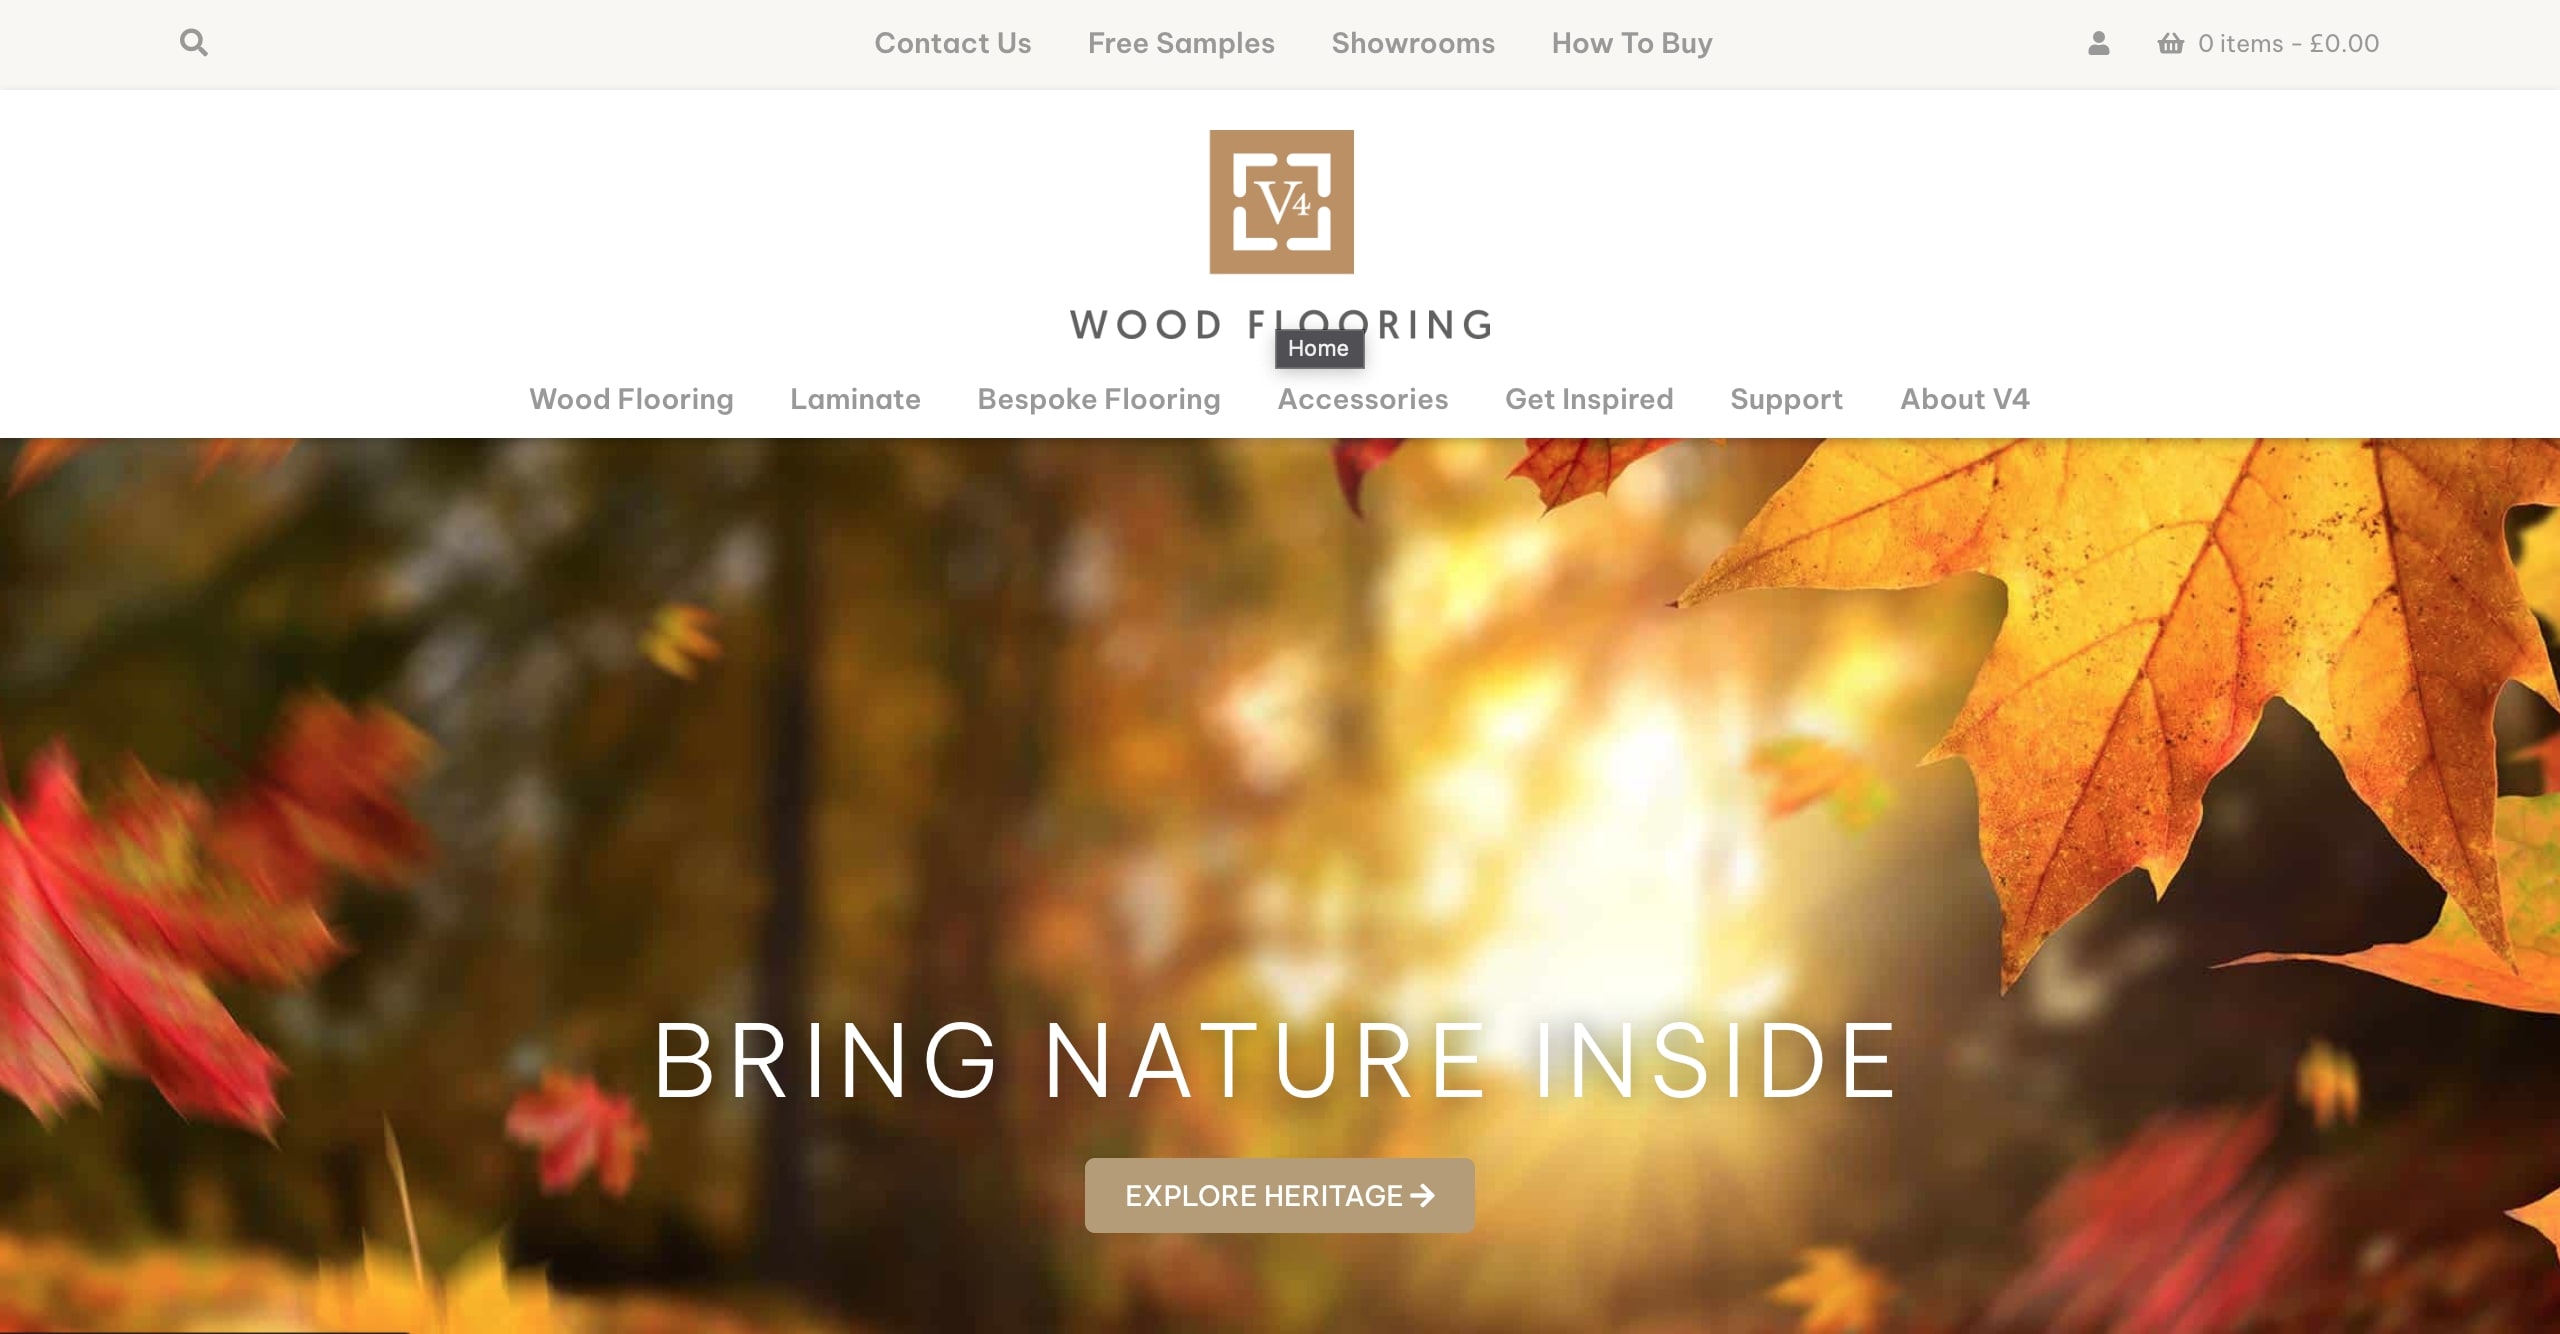 Contact Us Free Samples Showrooms How To Buy 0 items - £0.00
V4
WOOD FLOORING
Home
Wood Flooring Laminate Bespoke Flooring Accessories Get Inspired Support About V4
BRING NATURE INSIDE
EXPLORE HERITAGE